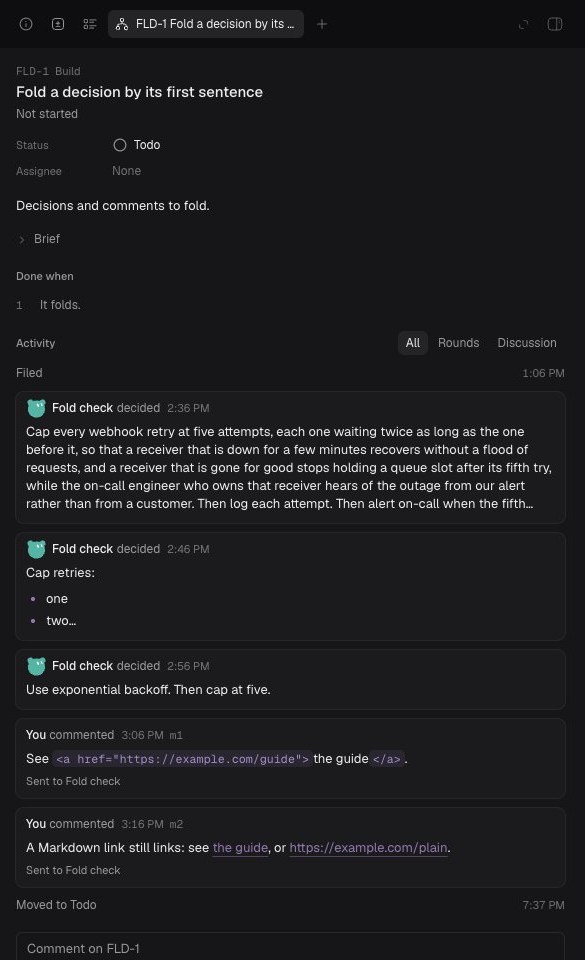 FLD-1 Fold a decision by its …
FLD-1 Build
Fold a decision by its first sentence
Not started
Status Todo
Assignee None
Decisions and comments to fold.
Brief
Done when
1 It folds.
Activity All Rounds Discussion
Filed 1:06 PM
Fold check decided 2:36 PM
Cap every webhook retry at five attempts, each one waiting twice as long as the one
before it, so that a receiver that is down for a few minutes recovers without a flood of
requests, and a receiver that is gone for good stops holding a queue slot after its fifth try,
while the on-call engineer who owns that receiver hears of the outage from our alert
rather than from a customer. Then log each attempt. Then alert on-call when the fifth…
Fold check decided 2:46 PM
Cap retries:
• one
• two…
Fold check decided 2:56 PM
Use exponential backoff. Then cap at five.
You commented 3:06 PM m1
See <a href="https://example.com/guide"> the guide </a>.
Sent to Fold check
You commented 3:16 PM m2
A Markdown link still links: see the guide, or https://example.com/plain.
Sent to Fold check
Moved to Todo 7:37 PM
Comment on FLD-1